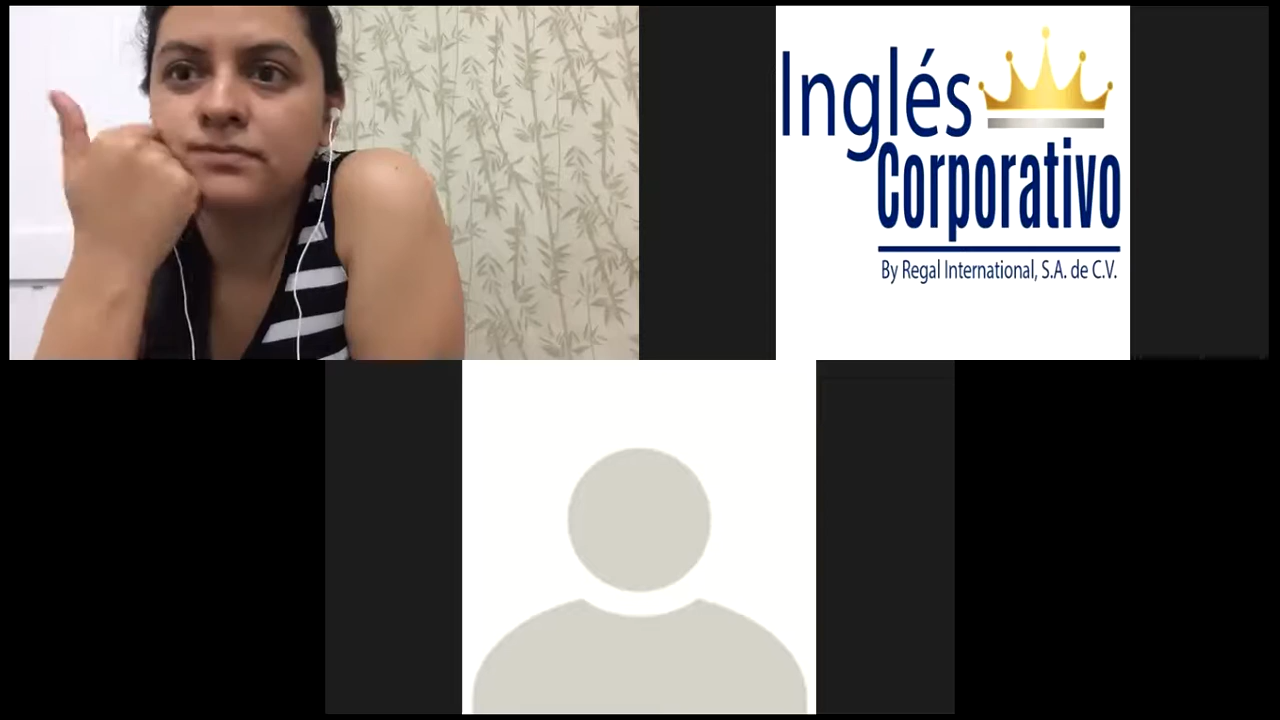 Inglés
Corporativo
By Regal International, S.A. de C.V.